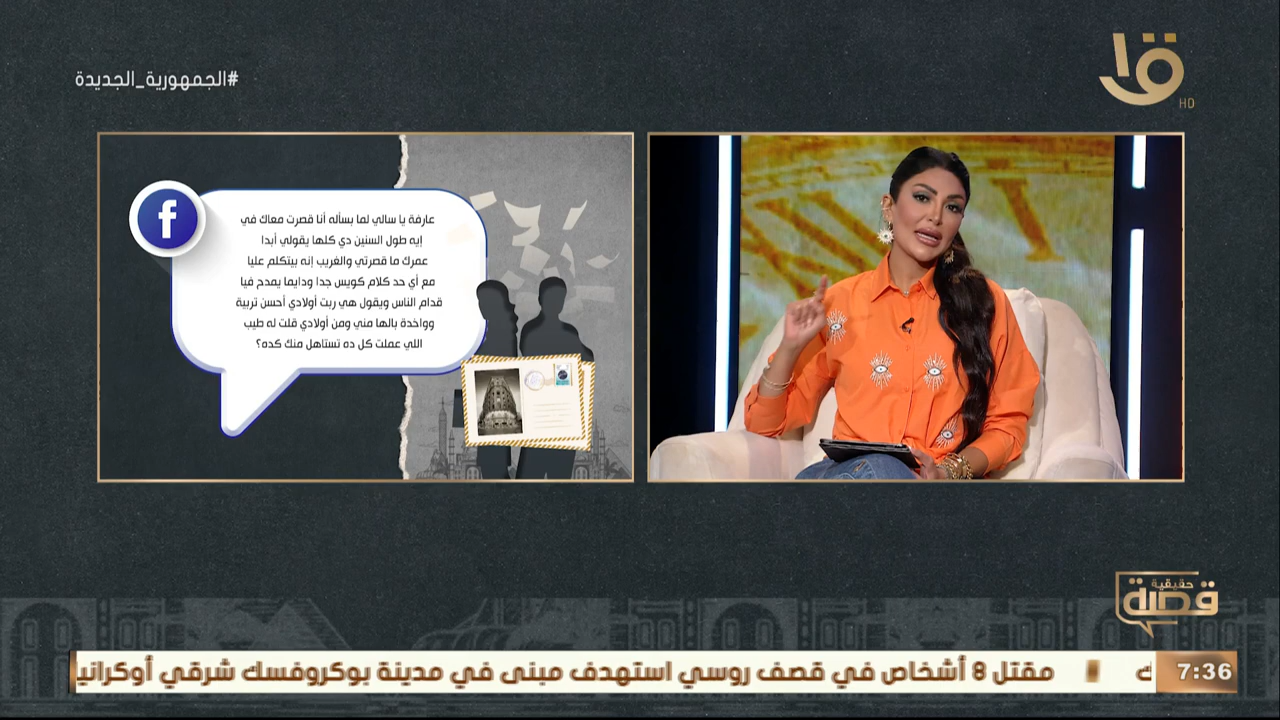 #الجمهورية_الجديدة
HD
f
عارفة يا سالي لما بسأله أنا قصرت معاك في
إيه طول السنين دي كلها يقولي أبدا
عمرك ما قصرتي والغريب إنه بيتكلم عليا
مع أي حد كلام كويس جدا ودايما يمدح فيا
قدام الناس ويقول هي ربت أولادي أحسن تربية
وواخدة بالها مني ومن أولادي قلت له طيب
اللي عملت كل ده تستاهل منك كده؟
حقيقية
قصة
مقتل 8 أشخاص في قصف روسي استهدف مبنى في مدينة بوكروفسك شرقي أوكرانيا
7:36